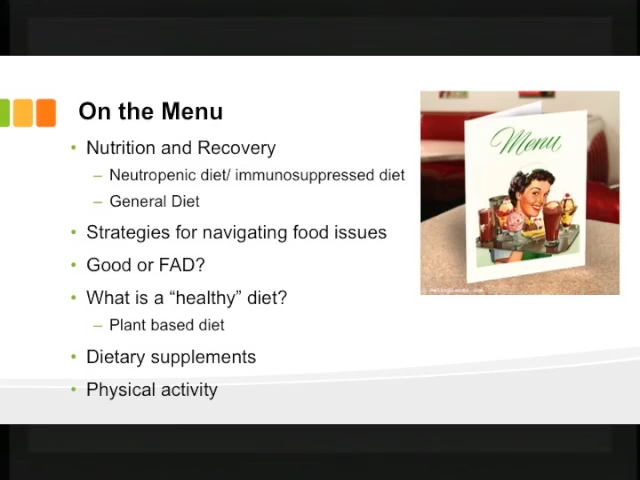 On the Menu
• Nutrition and Recovery
– Neutropenic diet/ immunosuppressed diet
– General Diet
• Strategies for navigating food issues
• Good or FAD?
• What is a “healthy” diet?
– Plant based diet
• Dietary supplements
• Physical activity
Menu